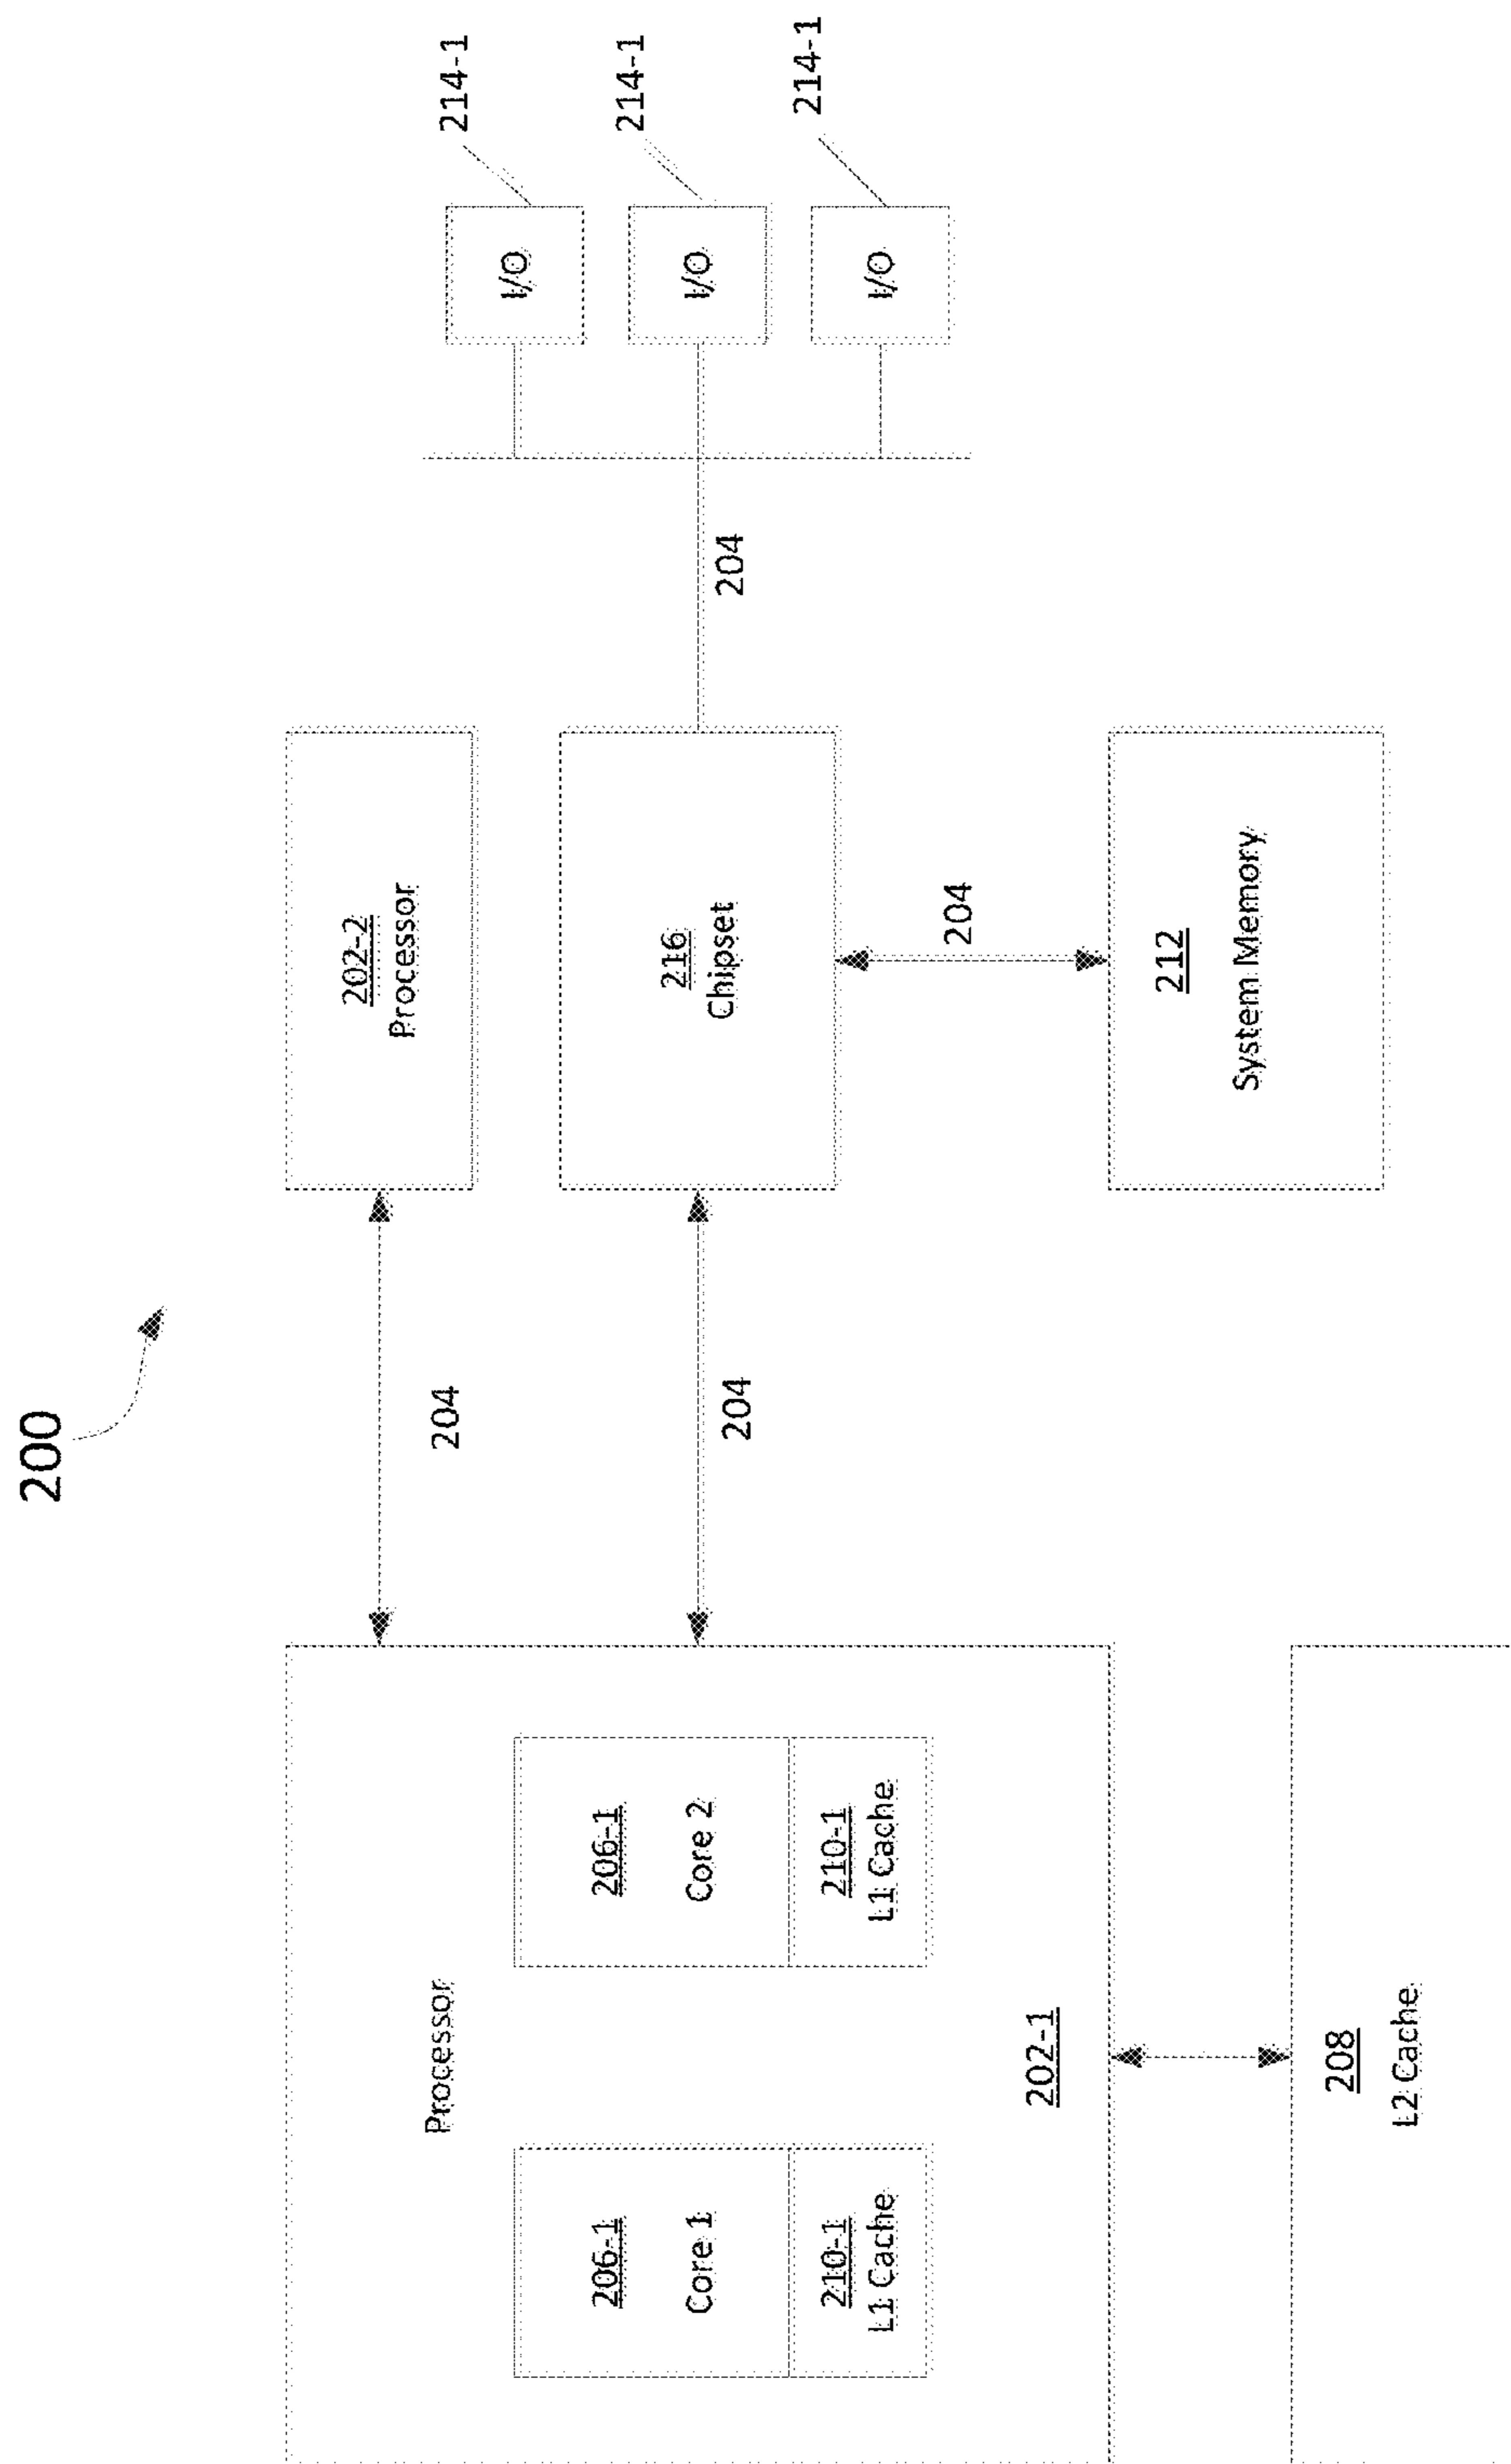 200
Processor
206-1
Core 1
210-1
L1 Cache
206-1
Core 2
210-1
L1 Cache
202-1
208
L2 Cache
204
204
202-2
Processor
216
Chipset
204
212
System Memory
204
I/O
214-1
I/O
214-1
I/O
214-1